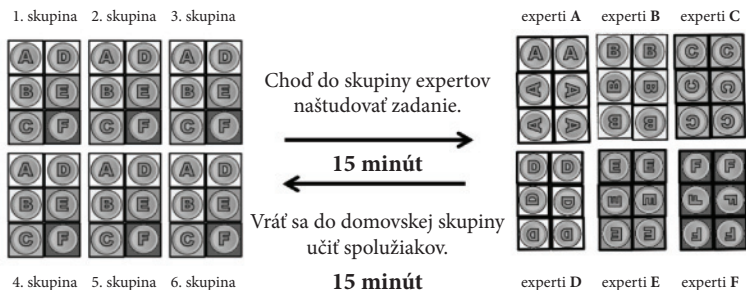 1. skupina 2. skupina 3. skupina
A D A D A D
B E B E B E
C F C F C F
A D A D A D
B E B E B E
C F C F C F
4. skupina 5. skupina 6. skupina
Choď do skupiny expertov
naštudovať zadanie.
15 minút
Vráť sa do domovskej skupiny
učiť spolužiakov.
15 minút
experti A experti B experti C
A A B B C C
A A B B C C
A A B B C C
D D E E F F
D D E E F F
D D E E F F
experti D experti E experti F